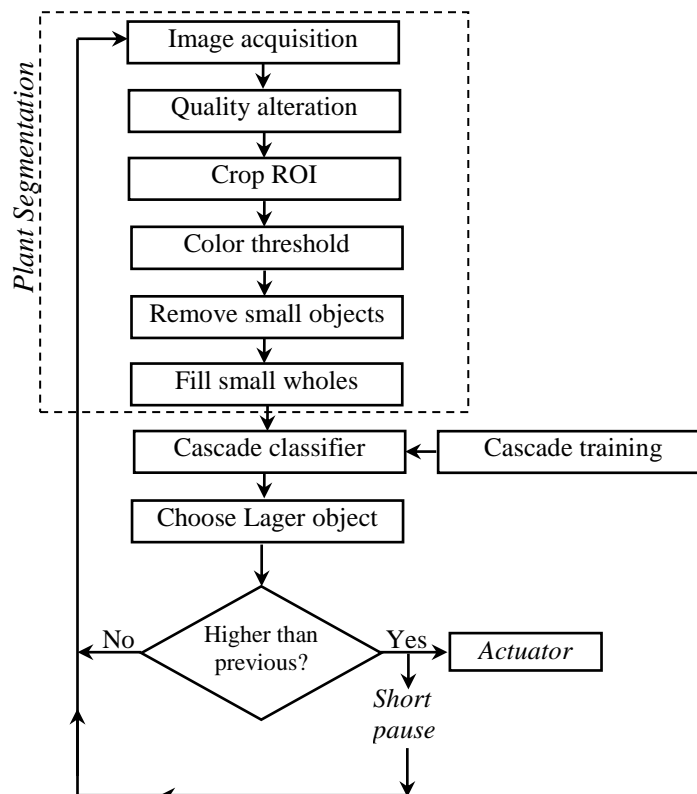 Image acquisition
Quality alteration
Crop ROI
Plant Segmentation
Color threshold
Remove small objects
Fill small wholes
Cascade classifier
Cascade training
Choose Lager object
Higher than
previous?
No
Yes
Actuator
Short
pause